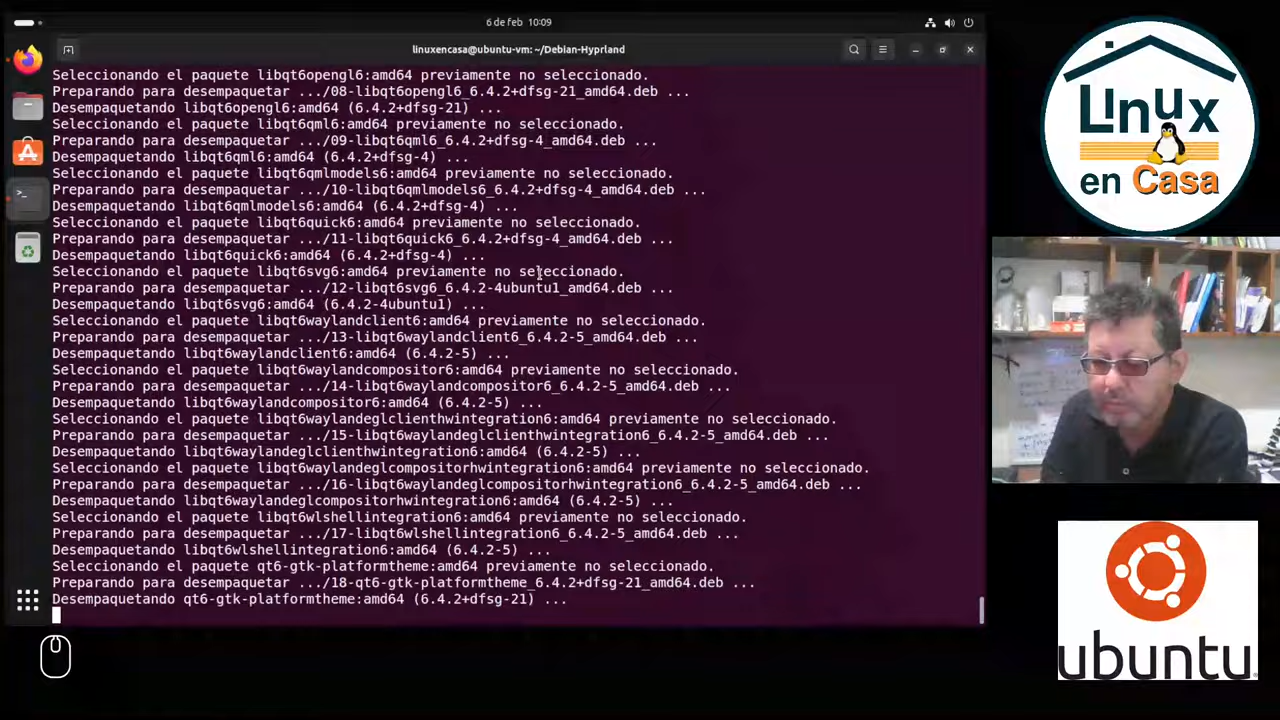 6 de feb 10:09
linuxencasa@ubuntu-vm: ~/Debian-Hyprland
Seleccionando el paquete libqt6opengl6:amd64 previamente no seleccionado.
Preparando para desempaquetar .../08-libqt6opengl6_6.4.2+dfsg-21_amd64.deb ...
Desempaquetando libqt6opengl6:amd64 (6.4.2+dfsg-21) ...
Seleccionando el paquete libqt6qml6:amd64 previamente no seleccionado.
Preparando para desempaquetar .../09-libqt6qml6_6.4.2+dfsg-4_amd64.deb ...
Desempaquetando libqt6qml6:amd64 (6.4.2+dfsg-4) ...
Seleccionando el paquete libqt6qmlmodels6:amd64 previamente no seleccionado.
Preparando para desempaquetar .../10-libqt6qmlmodels6_6.4.2+dfsg-4_amd64.deb ...
Desempaquetando libqt6qmlmodels6:amd64 (6.4.2+dfsg-4) ...
Seleccionando el paquete libqt6quick6:amd64 previamente no seleccionado.
Preparando para desempaquetar .../11-libqt6quick6_6.4.2+dfsg-4_amd64.deb ...
Desempaquetando libqt6quick6:amd64 (6.4.2+dfsg-4) ...
Seleccionando el paquete libqt6svg6:amd64 previamente no seleccionado.
Preparando para desempaquetar .../12-libqt6svg6_6.4.2-4ubuntu1_amd64.deb ...
Desempaquetando libqt6svg6:amd64 (6.4.2-4ubuntu1) ...
Seleccionando el paquete libqt6waylandclient6:amd64 previamente no seleccionado.
Preparando para desempaquetar .../13-libqt6waylandclient6_6.4.2-5_amd64.deb ...
Desempaquetando libqt6waylandclient6:amd64 (6.4.2-5) ...
Seleccionando el paquete libqt6waylandcompositor6:amd64 previamente no seleccionado.
Preparando para desempaquetar .../14-libqt6waylandcompositor6_6.4.2-5_amd64.deb ...
Desempaquetando libqt6waylandcompositor6:amd64 (6.4.2-5) ...
Seleccionando el paquete libqt6waylandeglclienthwintegration6:amd64 previamente no seleccionado.
Preparando para desempaquetar .../15-libqt6waylandeglclienthwintegration6_6.4.2-5_amd64.deb ...
Desempaquetando libqt6waylandeglclienthwintegration6:amd64 (6.4.2-5) ...
Seleccionando el paquete libqt6waylandeglcompositorhwintegration6:amd64 previamente no seleccionado.
Preparando para desempaquetar .../16-libqt6waylandeglcompositorhwintegration6_6.4.2-5_amd64.deb ...
Desempaquetando libqt6waylandeglcompositorhwintegration6:amd64 (6.4.2-5) ...
Seleccionando el paquete libqt6wlshellintegration6:amd64 previamente no seleccionado.
Preparando para desempaquetar .../17-libqt6wlshellintegration6_6.4.2-5_amd64.deb ...
Desempaquetando libqt6wlshellintegration6:amd64 (6.4.2-5) ...
Seleccionando el paquete qt6-gtk-platformtheme:amd64 previamente no seleccionado.
Preparando para desempaquetar .../18-qt6-gtk-platformtheme_6.4.2+dfsg-21_amd64.deb ...
Desempaquetando qt6-gtk-platformtheme:amd64 (6.4.2+dfsg-21) ...
LInux
en Casa
ubuntu